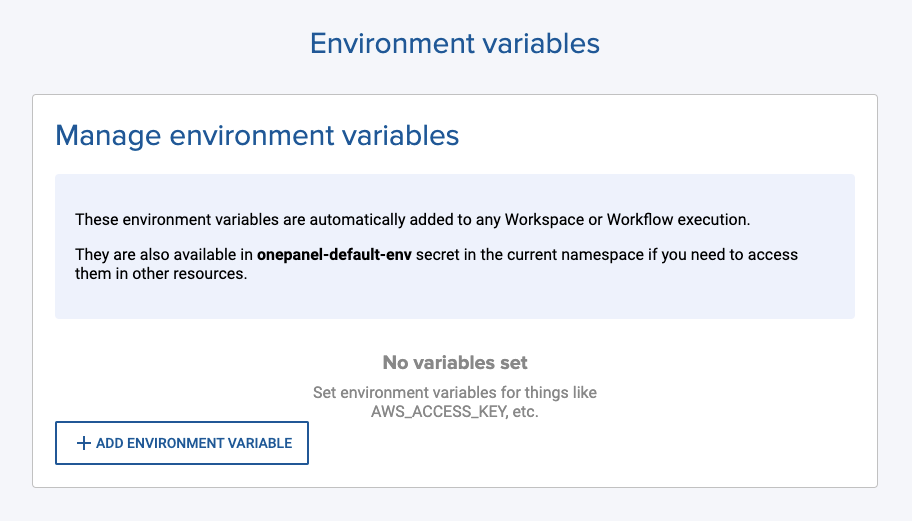 Environment variables
Manage environment variables
These environment variables are automatically added to any Workspace or Workflow execution.
They are also available in onepanel-default-env secret in the current namespace if you need to access
them in other resources.
No variables set
Set environment variables for things like
AWS_ACCESS_KEY, etc.
+ ADD ENVIRONMENT VARIABLE